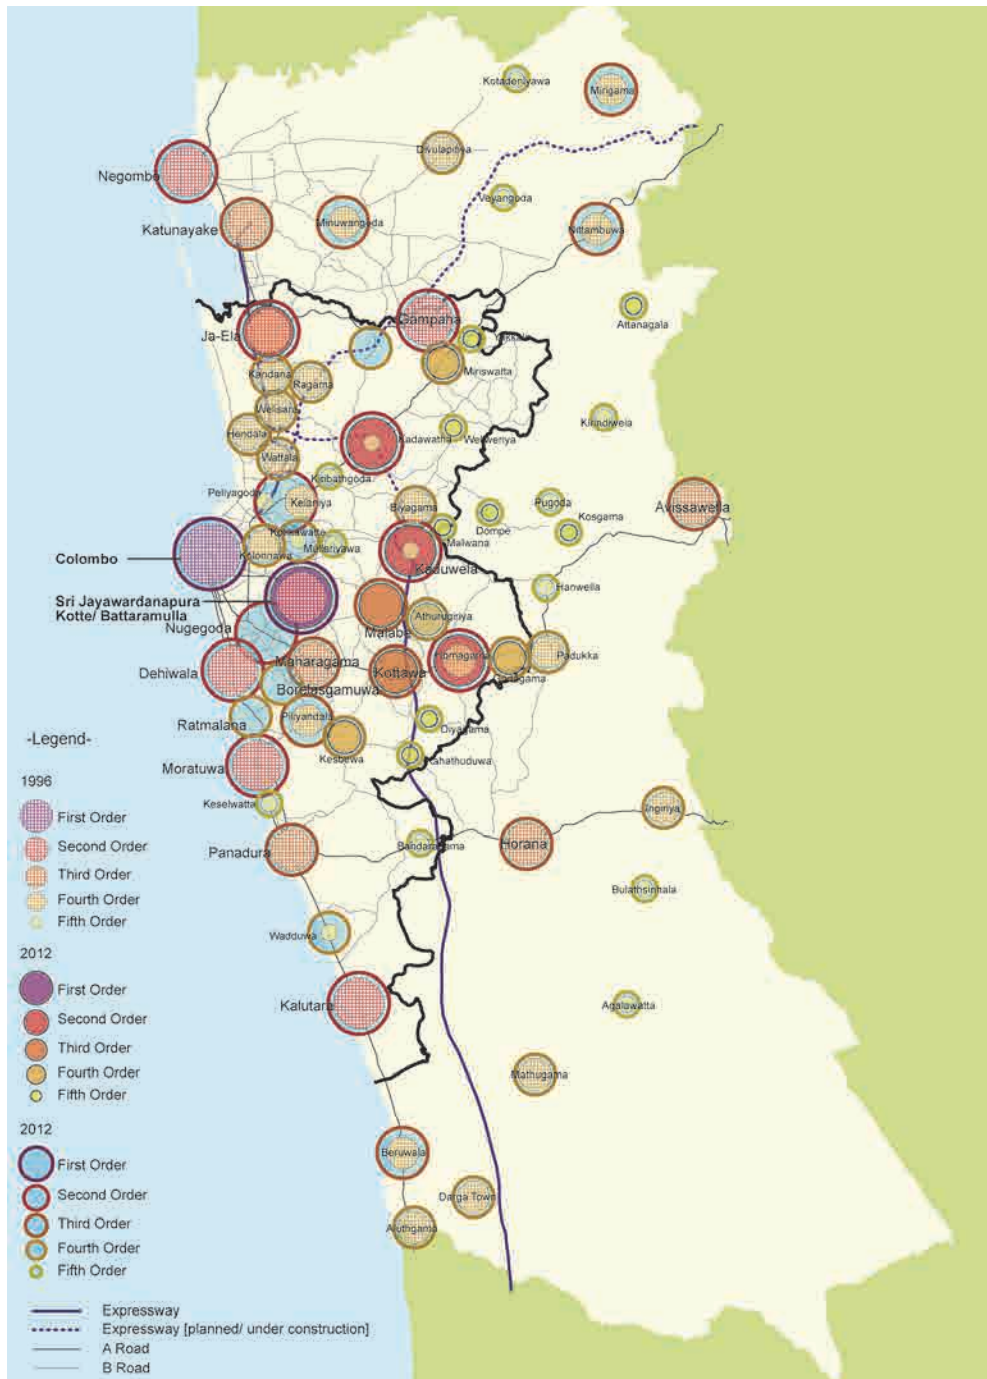 Kotadeniyawa
Mirigama
Divulapitiya
Negombo
Veyangoda
Katunayake
Minuwangoda
Nittambuwa
Attanagala
Gampaha
Ja-Ela
Yakkala
Miriswatta
Kandana
Ragama
Welisara
Kirindiwela
Hendala
Kadawatha
Weliweriya
Wattala
Kiribathgoda
Peliyagoda
Kelaniya
Biyagama
Pugoda
Avissawella
Kosgama
Dompe
Malwana
Kolonnawa
Mulleriyawa
Colombo
Kaduwela
Hanwella
Sri Jayawardanapura
Kotte/ Battaramulla
Nugegoda
Malabe
Athurugiriya
Dehiwala
Maharagama
Kottawa
Homagama
Padukka
Borelasgamuwa
Ratmalana
Piliyandala
Diyagama
Kesbewa
Kahathuduwa
Moratuwa
Keselwatta
Ingiriya
Panadura
Bandaragama
Horana
Bulathsinhala
Wadduwa
Kalutara
Agalawatta
Mathugama
Beruwala
Darga Town
Aluthgama
-Legend-
1996
First Order
Second Order
Third Order
Fourth Order
Fifth Order
2012
First Order
Second Order
Third Order
Fourth Order
Fifth Order
2012
First Order
Second Order
Third Order
Fourth Order
Fifth Order
Expressway
Expressway [planned/ under construction]
A Road
B Road